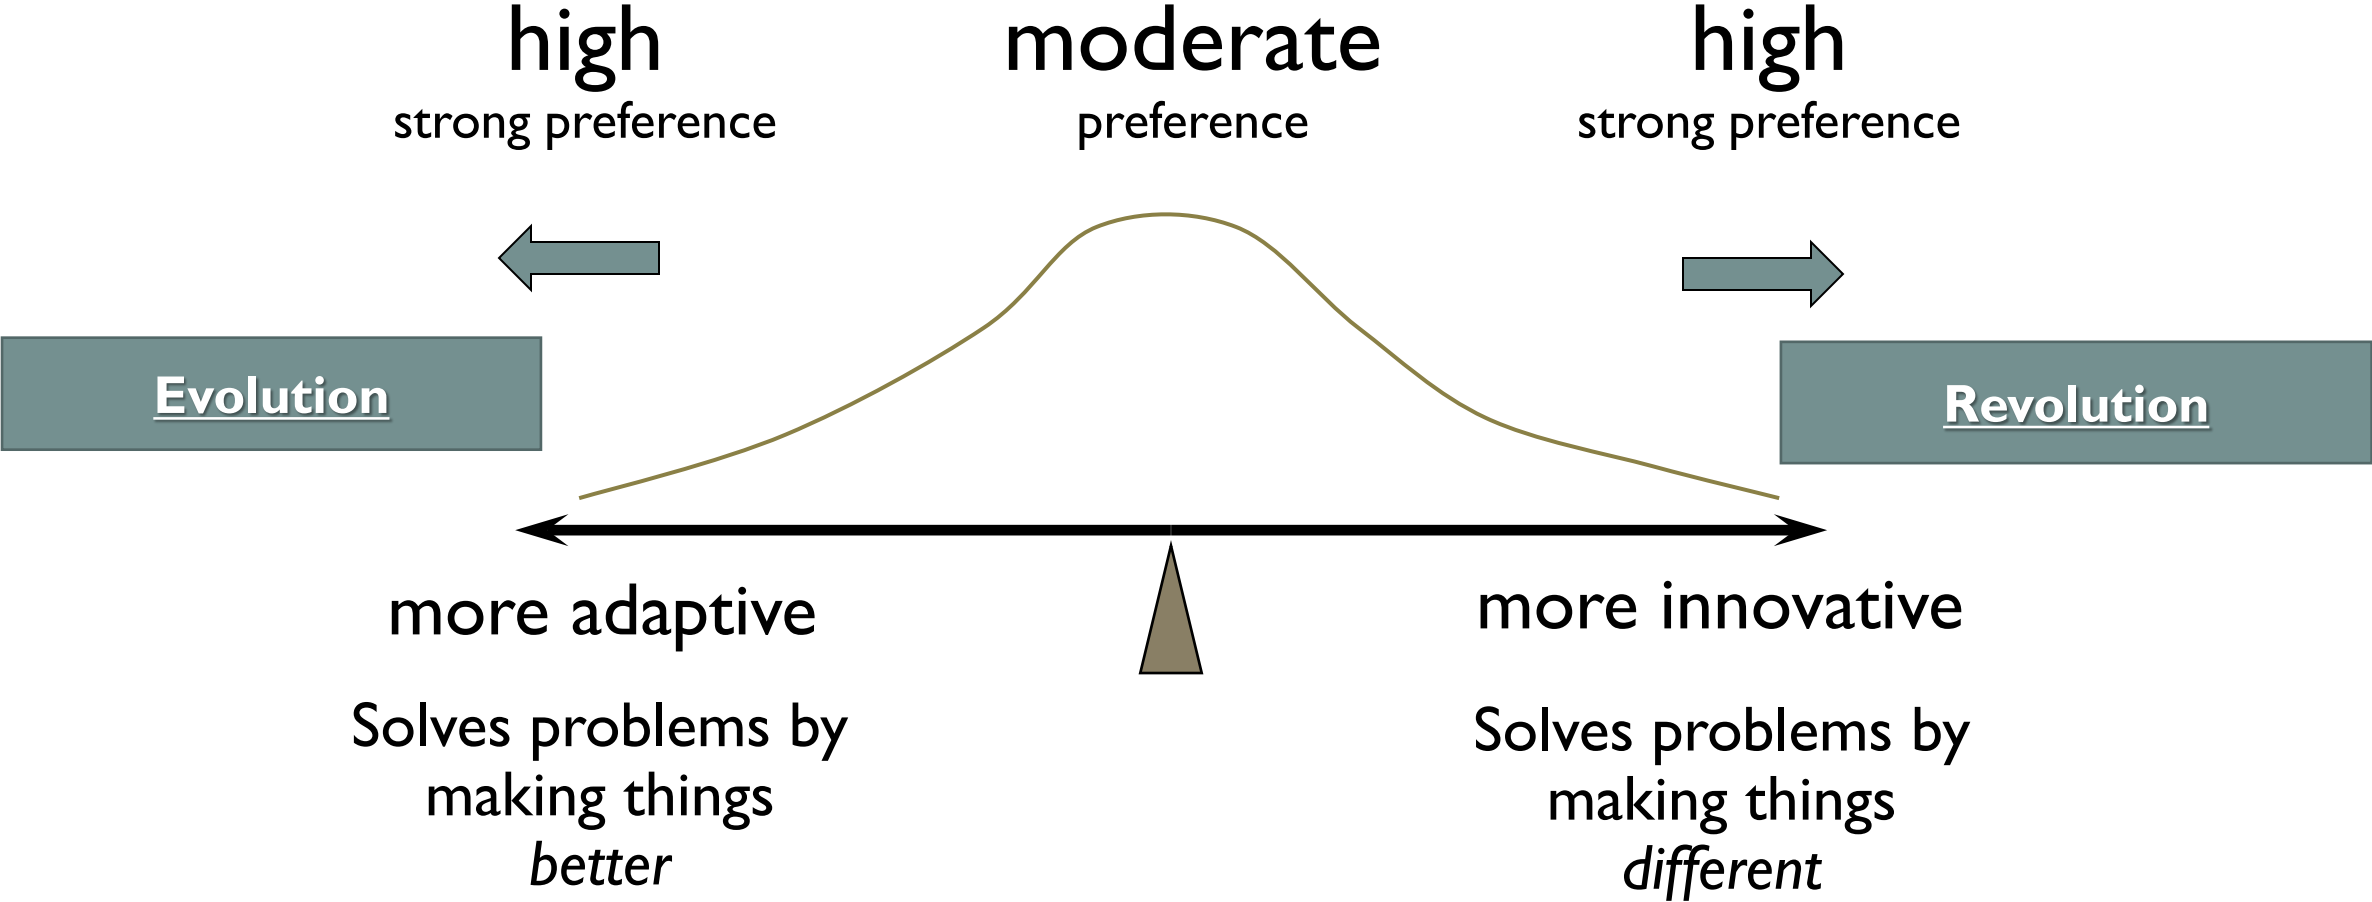 high
strong preference
moderate
preference
high
strong preference
Evolution
Revolution
more adaptive
Solves problems by
making things
better
more innovative
Solves problems by
making things
different